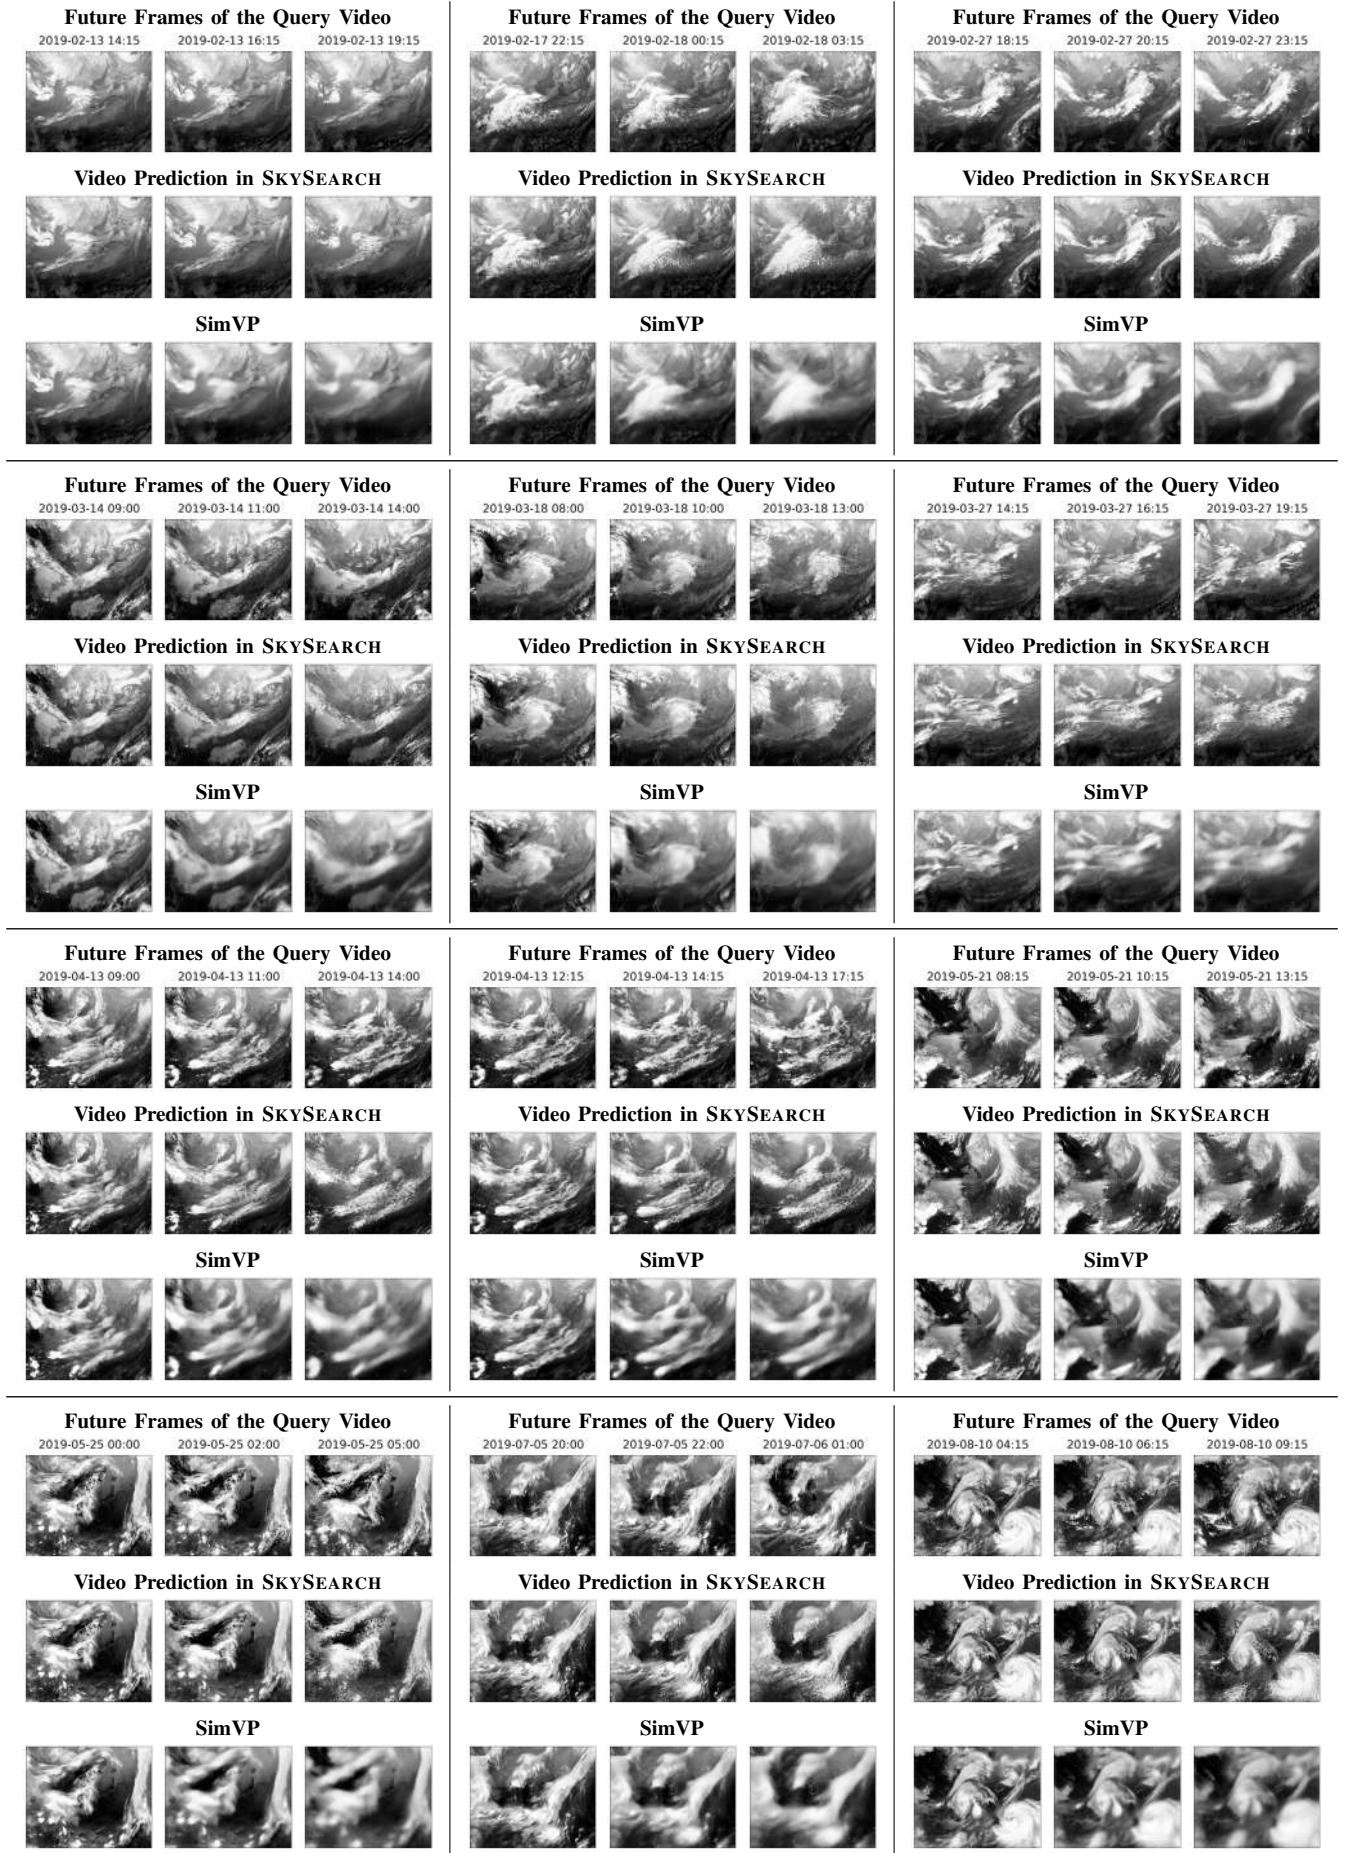 Future Frames of the Query Video
2019-02-13 14:15 2019-02-13 16:15 2019-02-13 19:15
Video Prediction in SKYSEARCH
SimVP
Future Frames of the Query Video
2019-02-17 22:15 2019-02-18 00:15 2019-02-18 03:15
Video Prediction in SKYSEARCH
SimVP
Future Frames of the Query Video
2019-02-27 18:15 2019-02-27 20:15 2019-02-27 23:15
Video Prediction in SKYSEARCH
SimVP
Future Frames of the Query Video
2019-03-14 09:00 2019-03-14 11:00 2019-03-14 14:00
Video Prediction in SKYSEARCH
SimVP
Future Frames of the Query Video
2019-03-18 08:00 2019-03-18 10:00 2019-03-18 13:00
Video Prediction in SKYSEARCH
SimVP
Future Frames of the Query Video
2019-03-27 14:15 2019-03-27 16:15 2019-03-27 19:15
Video Prediction in SKYSEARCH
SimVP
Future Frames of the Query Video
2019-04-13 09:00 2019-04-13 11:00 2019-04-13 14:00
Video Prediction in SKYSEARCH
SimVP
Future Frames of the Query Video
2019-04-13 12:15 2019-04-13 14:15 2019-04-13 17:15
Video Prediction in SKYSEARCH
SimVP
Future Frames of the Query Video
2019-05-21 08:15 2019-05-21 10:15 2019-05-21 13:15
Video Prediction in SKYSEARCH
SimVP
Future Frames of the Query Video
2019-05-25 00:00 2019-05-25 02:00 2019-05-25 05:00
Video Prediction in SKYSEARCH
SimVP
Future Frames of the Query Video
2019-07-05 20:00 2019-07-05 22:00 2019-07-06 01:00
Video Prediction in SKYSEARCH
SimVP
Future Frames of the Query Video
2019-08-10 04:15 2019-08-10 06:15 2019-08-10 09:15
Video Prediction in SKYSEARCH
SimVP